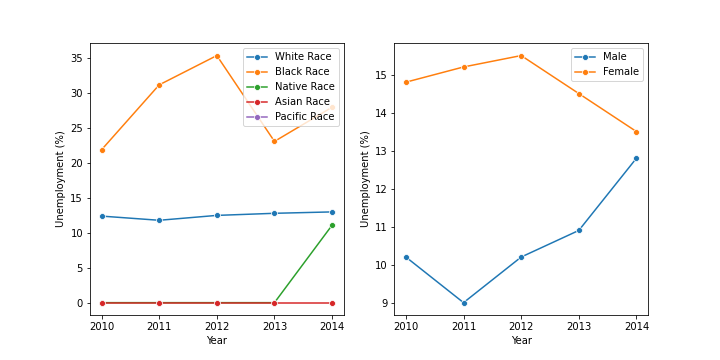 35
30
25
20
15
10
5
0
Unemployment (%)
2010 2011 2012 2013 2014
Year
White Race
Black Race
Native Race
Asian Race
Pacific Race
15
14
13
12
11
10
9
Unemployment (%)
2010 2011 2012 2013 2014
Year
Male
Female